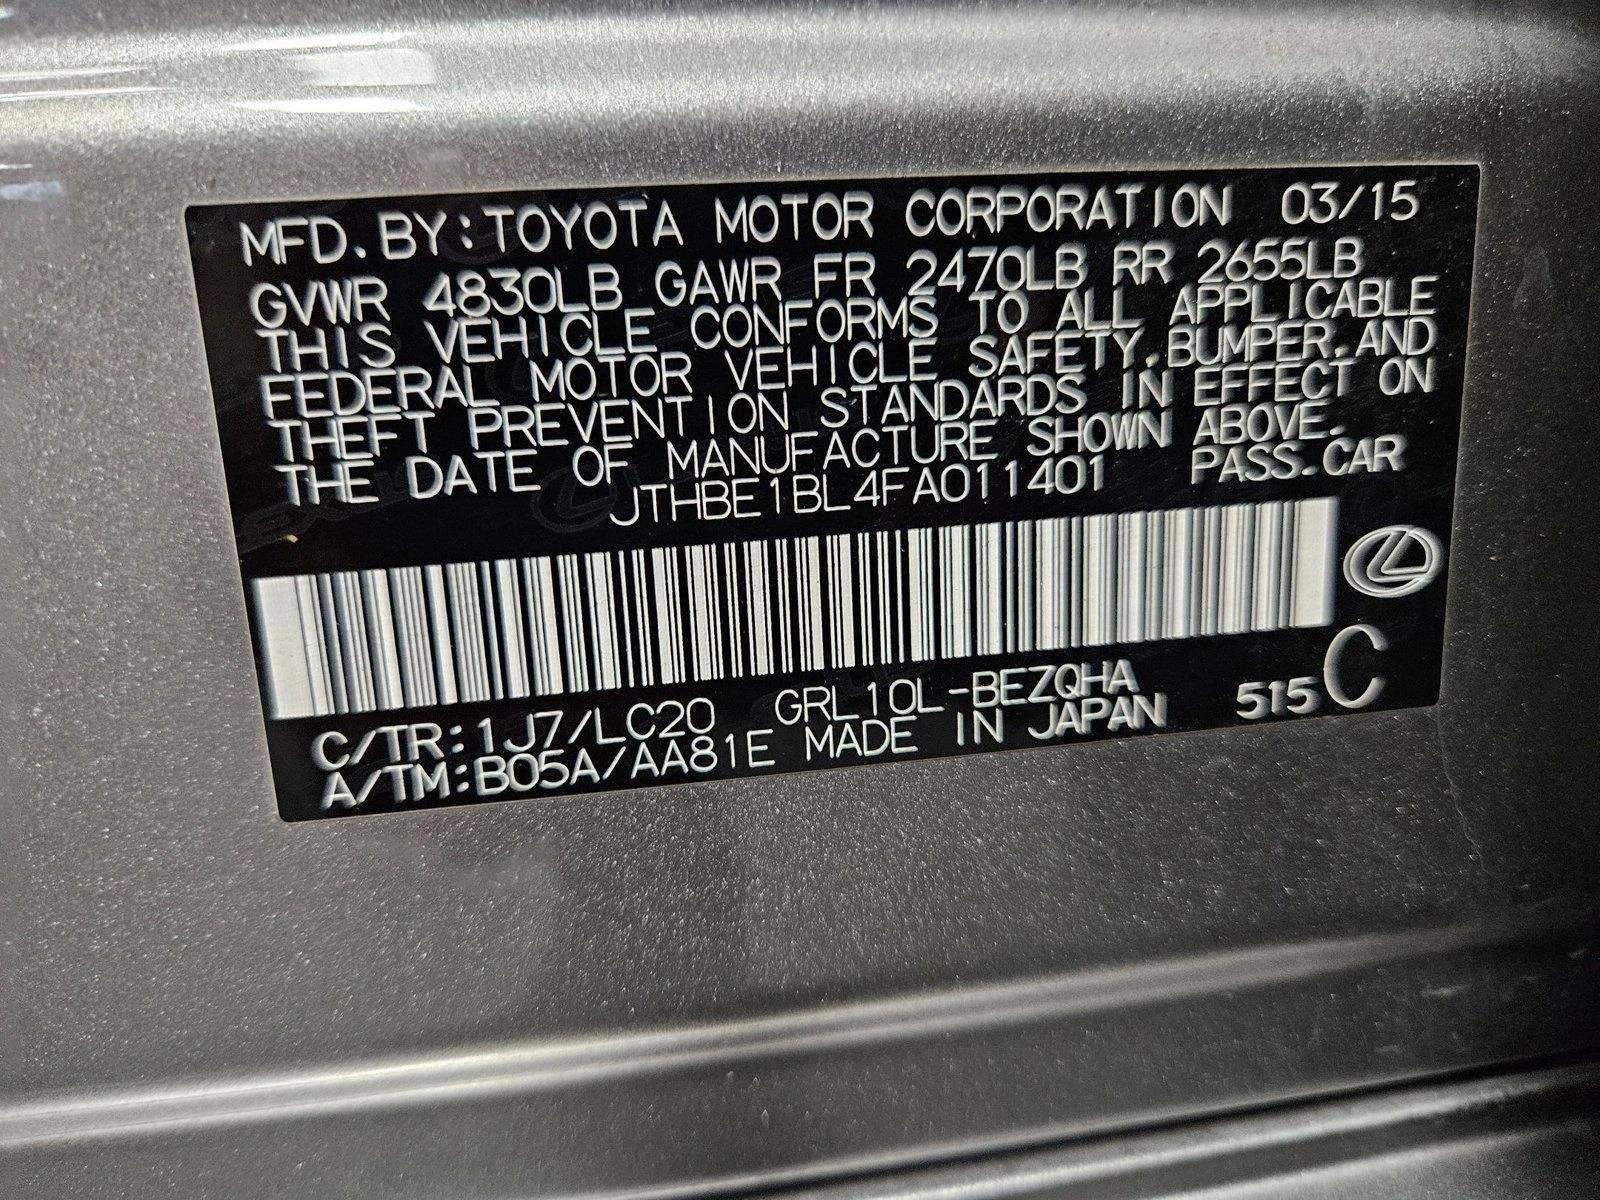 MFD. BY:TOYOTA MOTOR CORPORATION 03/15
GVWR 4830LB GAWR FR 2470LB RR 2655LB
THIS VEHICLE CONFORMS TO ALL APPLICABLE
FEDERAL MOTOR VEHICLE SAFETY,BUMPER,AND
THEFT PREVENTION STANDARDS IN EFFECT ON
THE DATE OF MANUFACTURE SHOWN ABOVE.
JTHBE1BL4FA011401 PASS.CAR
C/TR:1J7/LC20 GRL10L-BEZQHA
A/TM:B05A/AA81E MADE IN JAPAN 515 C